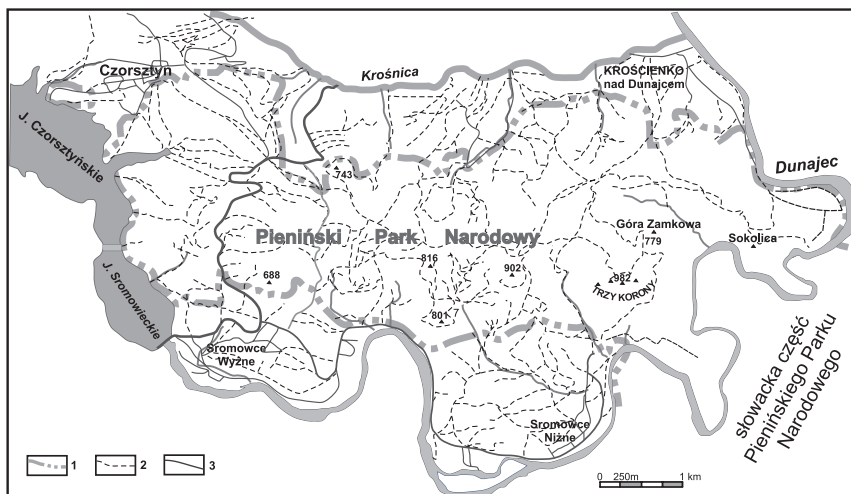 Czorsztyn
Krośnica
KROŚCIENKO
nad Dunajcem
J. Czorsztyńskie
Dunajec
743
Góra Zamkowa
779
Sokolica
Pieniński Park Narodowy
816
902
688
982
TRZY KORONY
J. Sromowieckie
801
Sromowce
Wyżne
słowacka część
Pienińskiego Parku
Narodowego
Sromowce
Niżne
1
2
3
0 250m 1 km